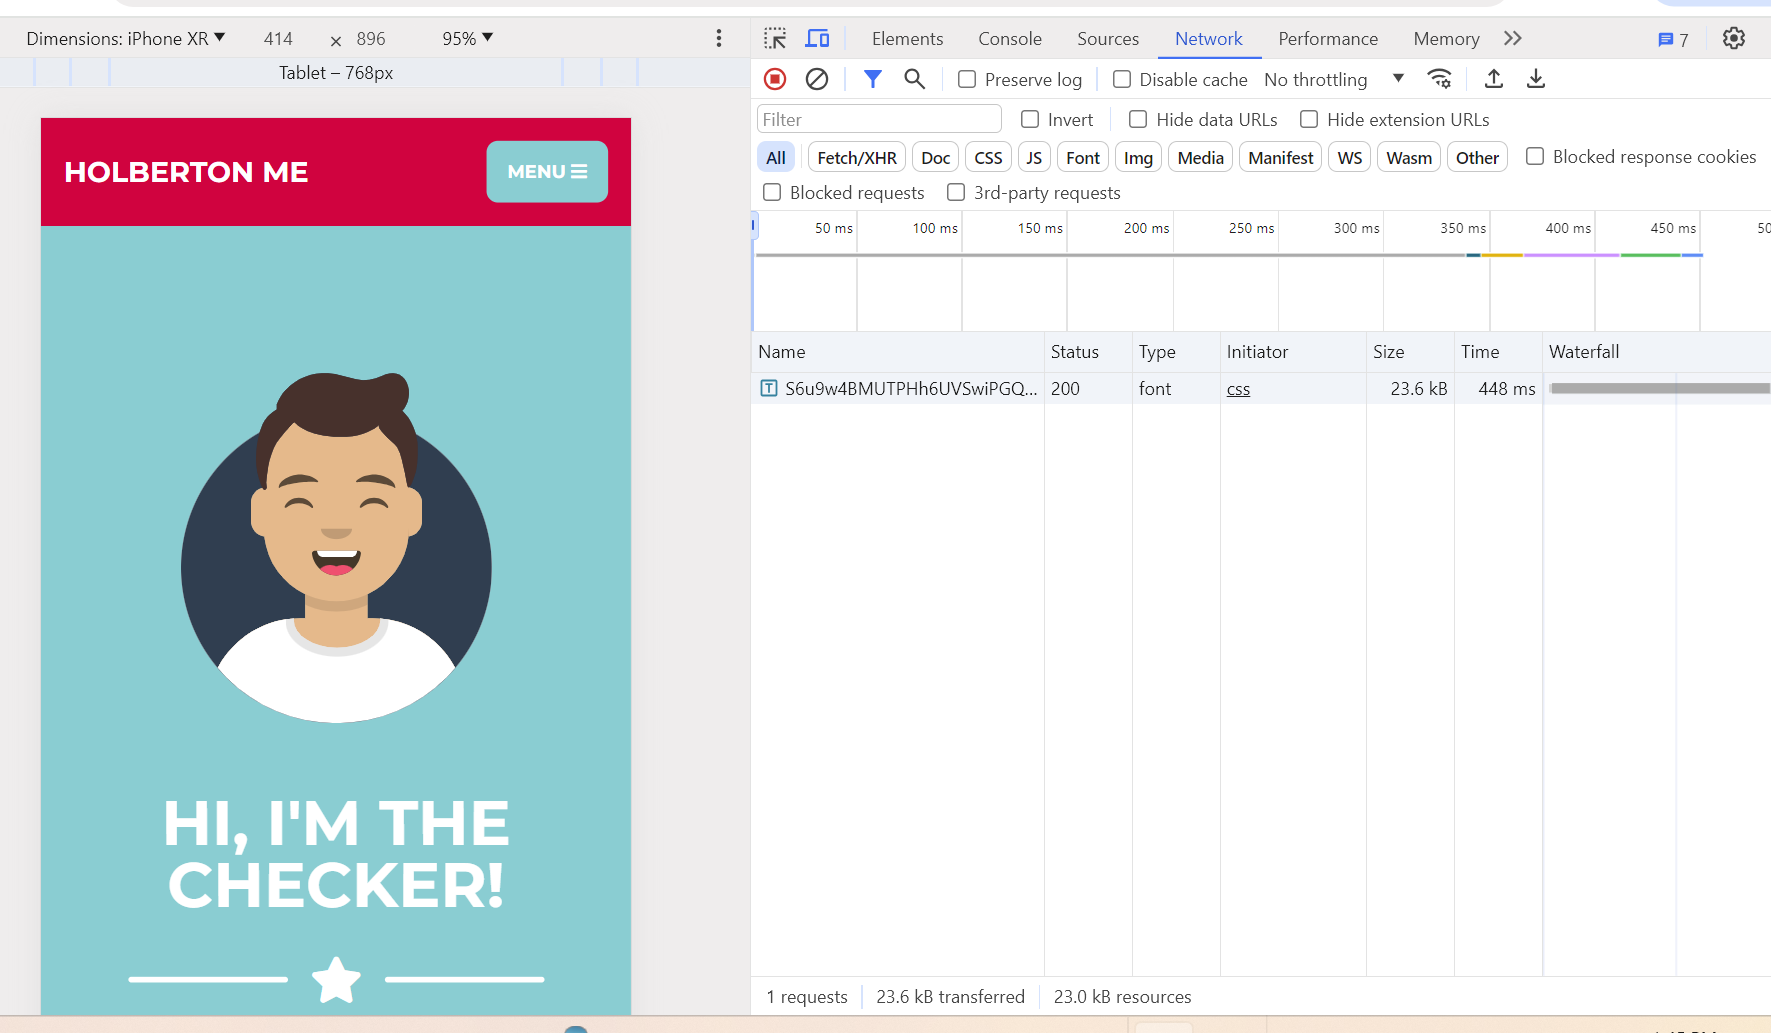 Dimensions: iPhone XR 414 × 896 95%
Tablet – 768px
HOLBERTON ME
MENU
HI, I'M THE
CHECKER!
Elements Console Sources Network Performance Memory 7
Preserve log Disable cache No throttling
Filter Invert Hide data URLs Hide extension URLs
All Fetch/XHR Doc CSS JS Font Img Media Manifest WS Wasm Other Blocked response cookies
Blocked requests 3rd-party requests
50 ms 100 ms 150 ms 200 ms 250 ms 300 ms 350 ms 400 ms 450 ms 50
Name Status Type Initiator Size Time Waterfall
S6u9w4BMUTPHh6UVSwiPGQ... 200 font css 23.6 kB 448 ms
1 requests 23.6 kB transferred 23.0 kB resources